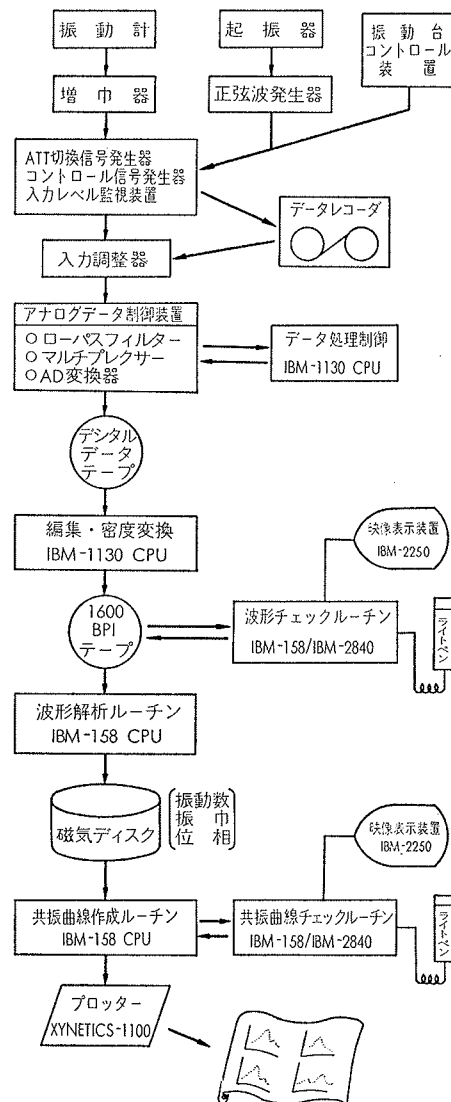 振動計
起振器
振動台
コントロール
装置
増巾器
正弦波発生器
ATT切換信号発生器
コントロール信号発生器
入力レベル監視装置
データレコーダ
入力調整器
アナログデータ制御装置
○ローパスフィルター
○マルチプレクサー
○AD変換器
データ処理制御
IBM-1130 CPU
デジタル
データ
テープ
編集・密度変換
IBM-1130 CPU
映像表示装置
IBM-2250
1600
BPI
テープ
波形チェックルーチン
IBM-158/IBM-2840
ライトペン
波形解析ルーチン
IBM-158 CPU
磁気ディスク
振動数
振巾
位相
映像表示装置
IBM-2250
共振曲線作成ルーチン
IBM-158 CPU
共振曲線チェックルーチン
IBM-158/IBM-2840
ライトペン
プロッター
XYNETICS-1100